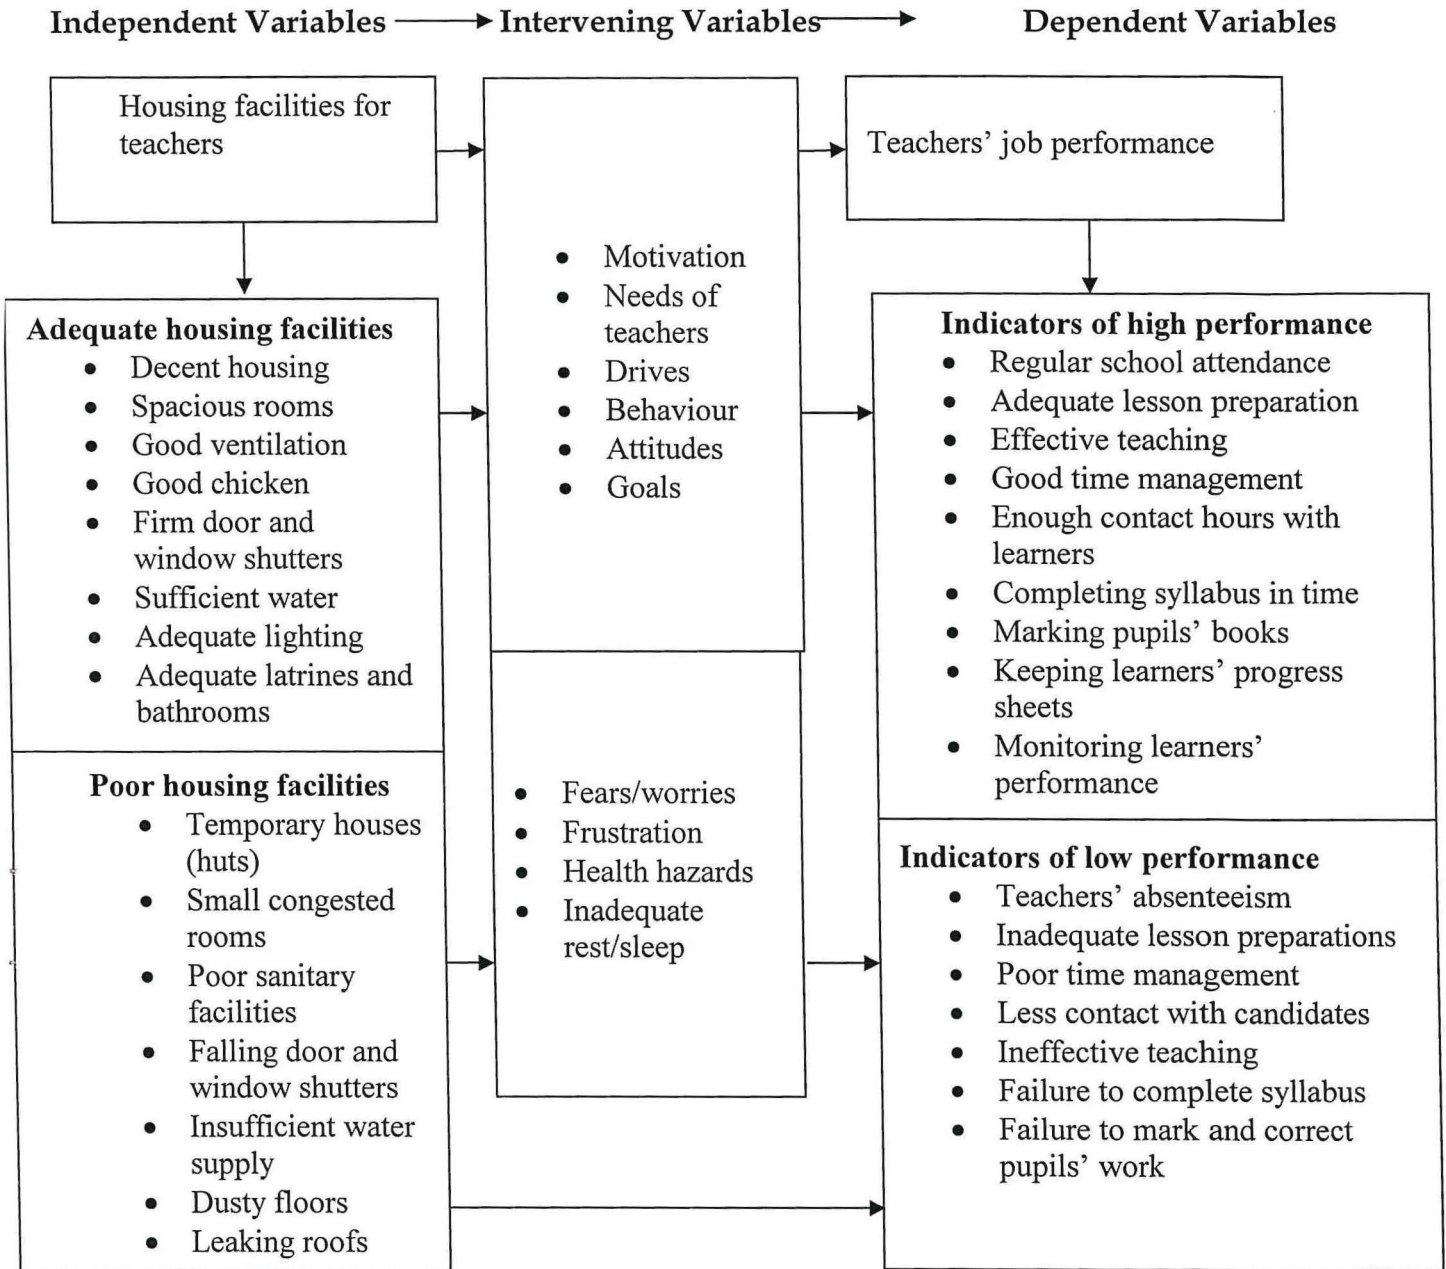 Independent Variables
Intervening Variables
Dependent Variables
Housing facilities for
teachers
Teachers’ job performance
Adequate housing facilities
• Decent housing
• Spacious rooms
• Good ventilation
• Good chicken
• Firm door and
window shutters
• Sufficient water
• Adequate lighting
• Adequate latrines and
bathrooms
Poor housing facilities
• Temporary houses
(huts)
• Small congested
rooms
• Poor sanitary
facilities
• Falling door and
window shutters
• Insufficient water
supply
• Dusty floors
• Leaking roofs
• Motivation
• Needs of
teachers
• Drives
• Behaviour
• Attitudes
• Goals
• Fears/worries
• Frustration
• Health hazards
• Inadequate
rest/sleep
Indicators of high performance
• Regular school attendance
• Adequate lesson preparation
• Effective teaching
• Good time management
• Enough contact hours with
learners
• Completing syllabus in time
• Marking pupils’ books
• Keeping learners’ progress
sheets
• Monitoring learners’
performance
Indicators of low performance
• Teachers’ absenteeism
• Inadequate lesson preparations
• Poor time management
• Less contact with candidates
• Ineffective teaching
• Failure to complete syllabus
• Failure to mark and correct
pupils’ work